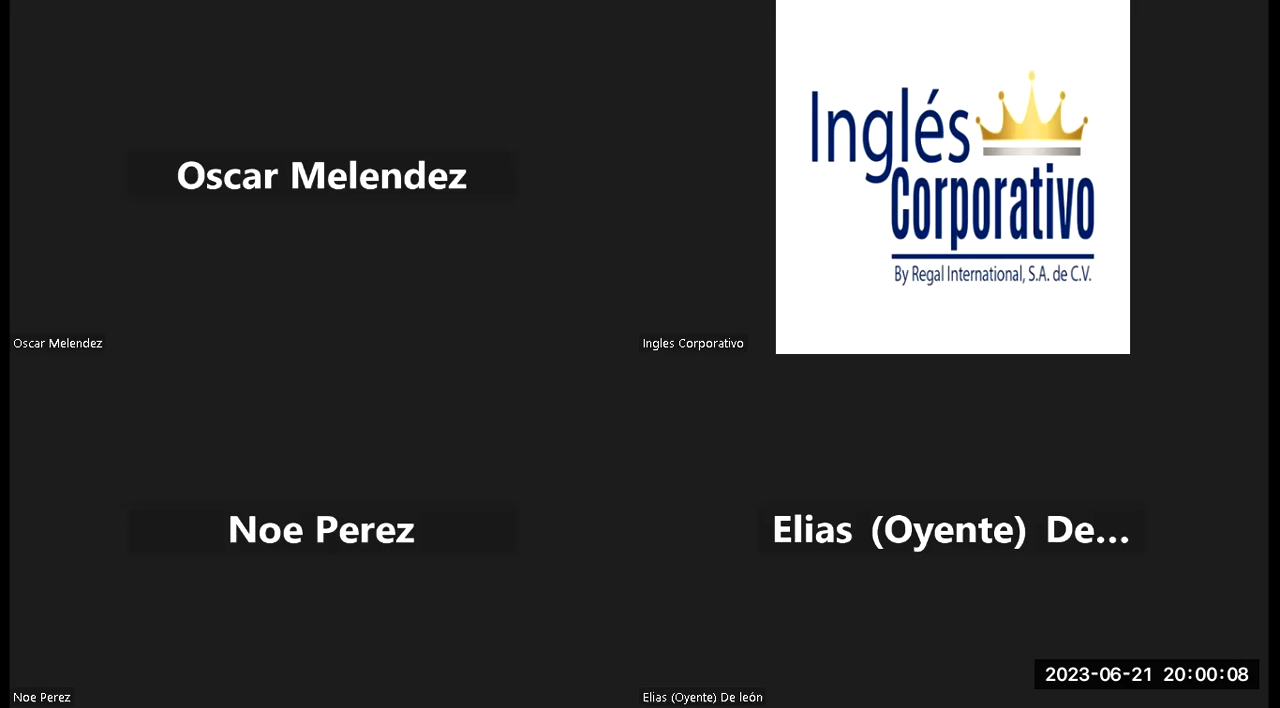 Oscar Melendez
Oscar Melendez
Inglés
Corporativo
By Regal International, S.A. de C.V.
Ingles Corporativo
Noe Perez
Noe Perez
Elias (Oyente) De...
Elias (Oyente) De león
2023-06-21 20:00:08